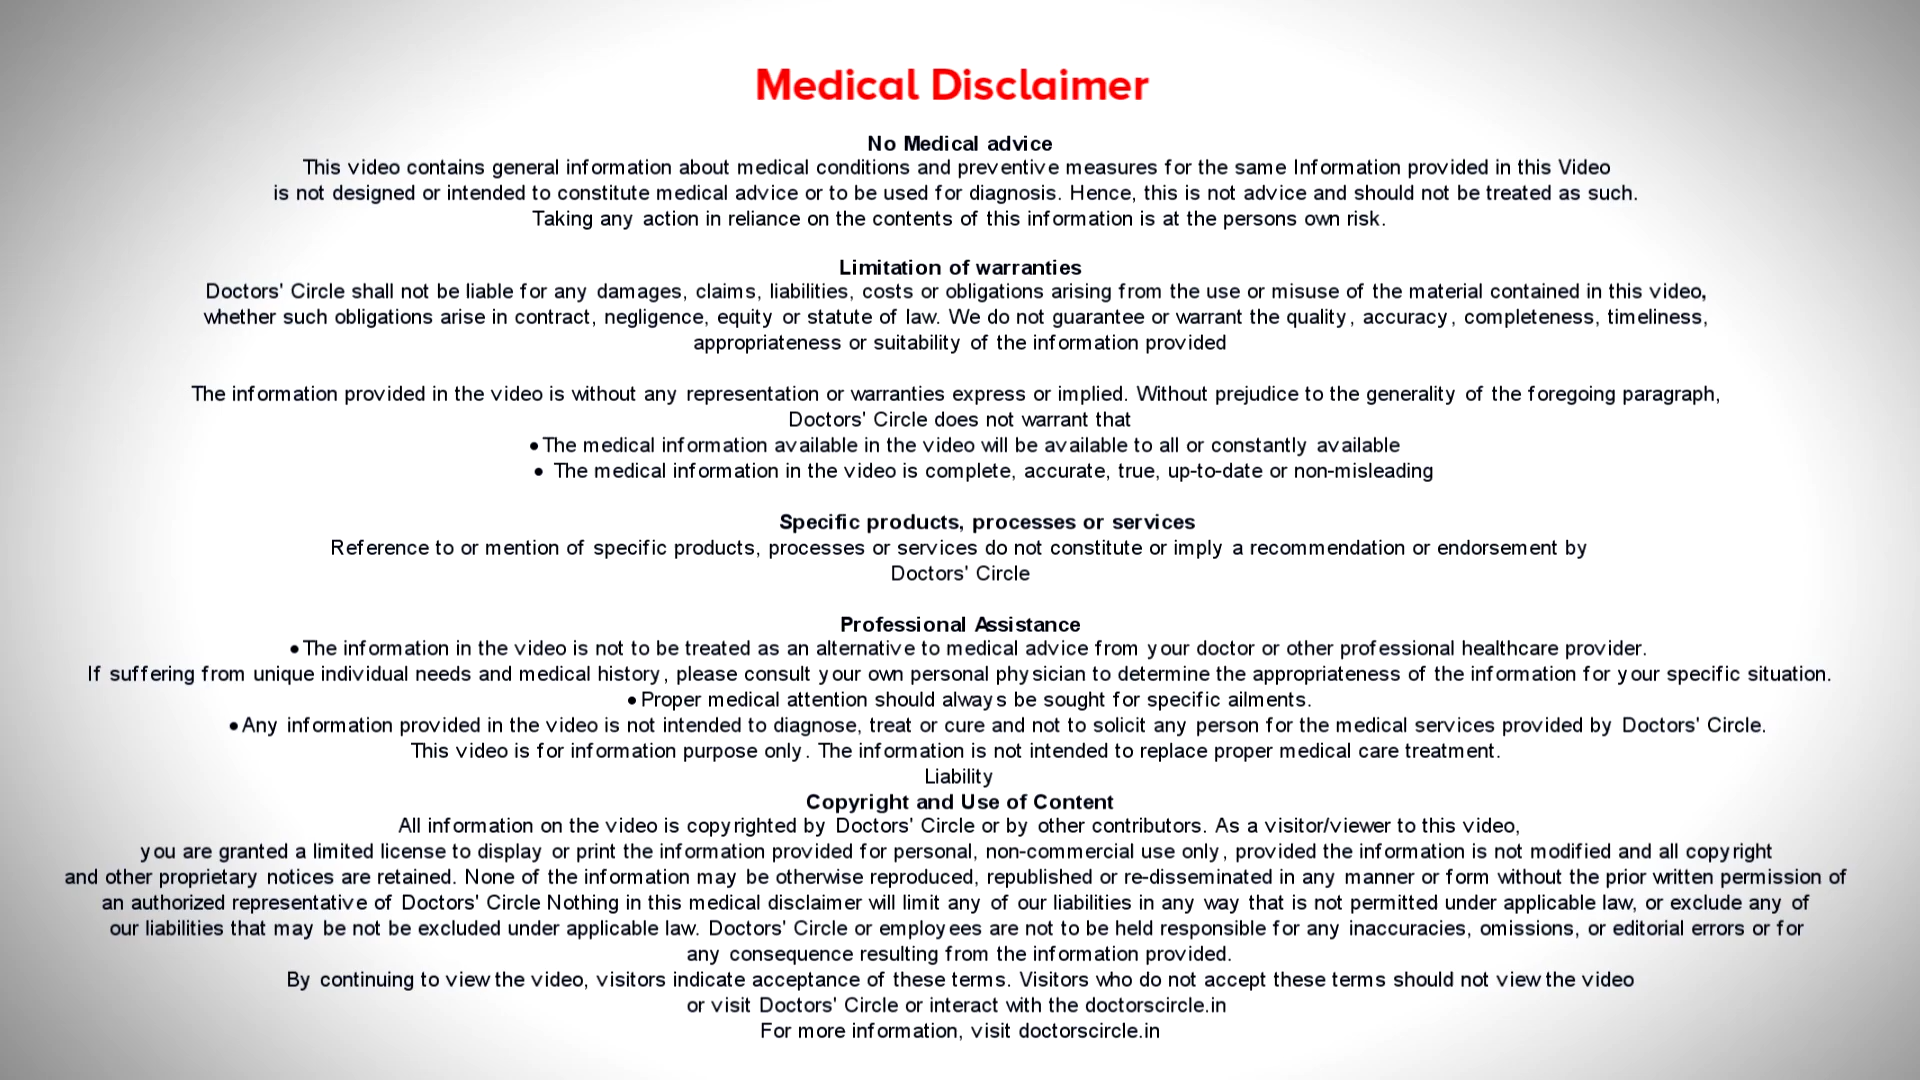 Medical Disclaimer
No Medical advice
This video contains general information about medical conditions and preventive measures for the same Information provided in this Video
is not designed or intended to constitute medical advice or to be used for diagnosis. Hence, this is not advice and should not be treated as such.
Taking any action in reliance on the contents of this information is at the persons own risk.
Limitation of warranties
Doctors' Circle shall not be liable for any damages, claims, liabilities, costs or obligations arising from the use or misuse of the material contained in this video,
whether such obligations arise in contract, negligence, equity or statute of law. We do not guarantee or warrant the quality, accuracy, completeness, timeliness,
appropriateness or suitability of the information provided
The information provided in the video is without any representation or warranties express or implied. Without prejudice to the generality of the foregoing paragraph,
Doctors' Circle does not warrant that
• The medical information available in the video will be available to all or constantly available
• The medical information in the video is complete, accurate, true, up-to-date or non-misleading
Specific products, processes or services
Reference to or mention of specific products, processes or services do not constitute or imply a recommendation or endorsement by
Doctors' Circle
Professional Assistance
• The information in the video is not to be treated as an alternative to medical advice from your doctor or other professional healthcare provider.
If suffering from unique individual needs and medical history, please consult your own personal physician to determine the appropriateness of the information for your specific situation.
• Proper medical attention should always be sought for specific ailments.
• Any information provided in the video is not intended to diagnose, treat or cure and not to solicit any person for the medical services provided by Doctors' Circle.
This video is for information purpose only. The information is not intended to replace proper medical care treatment.
Liability
Copyright and Use of Content
All information on the video is copyrighted by Doctors' Circle or by other contributors. As a visitor/viewer to this video,
you are granted a limited license to display or print the information provided for personal, non-commercial use only, provided the information is not modified and all copyright
and other proprietary notices are retained. None of the information may be otherwise reproduced, republished or re-disseminated in any manner or form without the prior written permission of
an authorized representative of Doctors' Circle Nothing in this medical disclaimer will limit any of our liabilities in any way that is not permitted under applicable law, or exclude any of
our liabilities that may be not be excluded under applicable law. Doctors' Circle or employees are not to be held responsible for any inaccuracies, omissions, or editorial errors or for
any consequence resulting from the information provided.
By continuing to view the video, visitors indicate acceptance of these terms. Visitors who do not accept these terms should not view the video
or visit Doctors' Circle or interact with the doctorscircle.in
For more information, visit doctorscircle.in